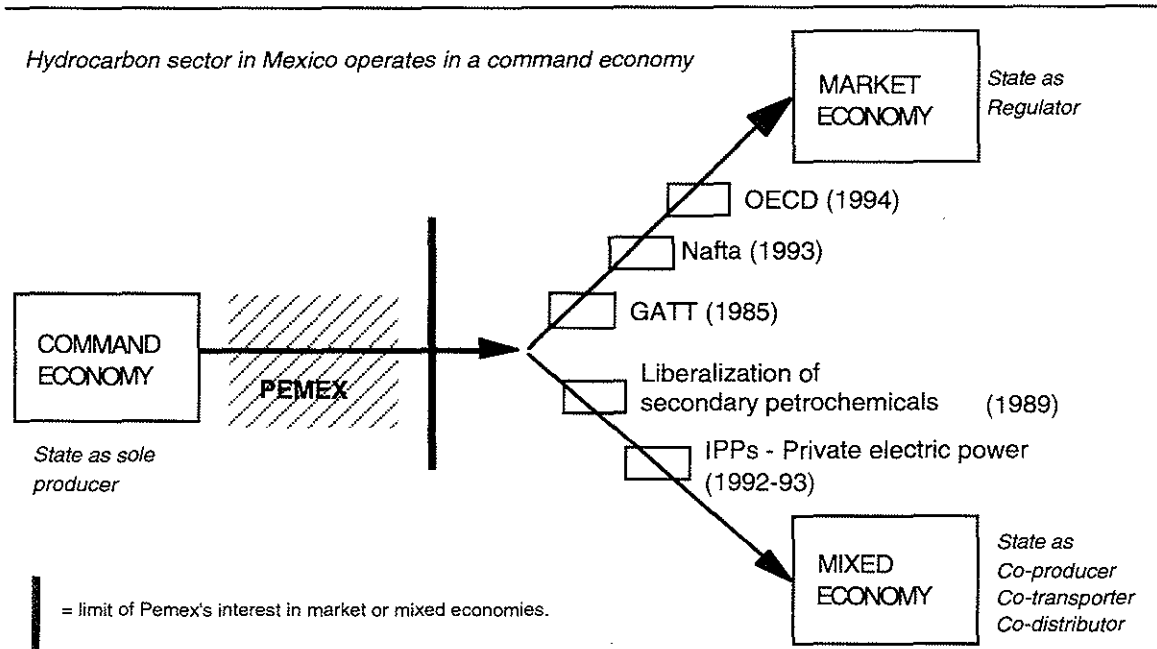 Hydrocarbon sector in Mexico operates in a command economy
MARKET
ECONOMY
State as
Regulator
OECD (1994)
Nafta (1993)
GATT (1985)
COMMAND
ECONOMY
PEMEX
State as sole
producer
Liberalization of
secondary petrochemicals (1989)
IPPs - Private electric power
(1992-93)
MIXED
ECONOMY
State as
Co-producer
Co-transporter
Co-distributor
= limit of Pemex's interest in market or mixed economies.